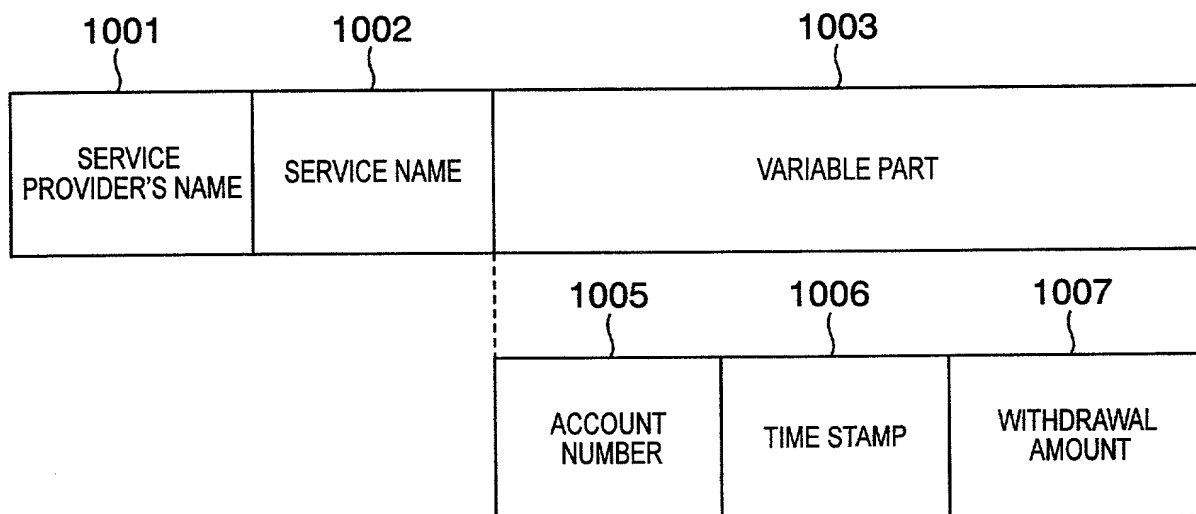 1001 1002 1003
SERVICE
PROVIDER'S NAME
SERVICE NAME
VARIABLE PART
1005 1006 1007
ACCOUNT
NUMBER
TIME STAMP
WITHDRAWAL
AMOUNT